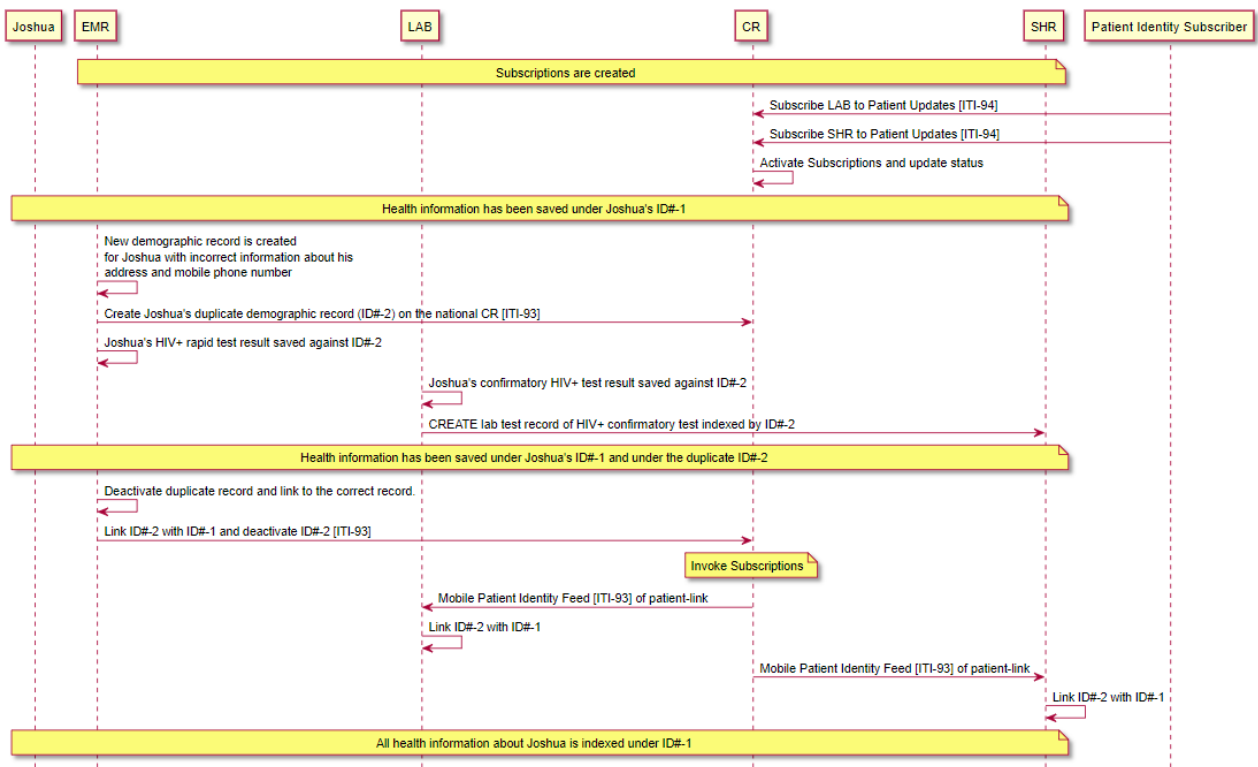 Joshua
EMR
LAB
CR
SHR
Patient Identity Subscriber
Subscriptions are created
Subscribe LAB to Patient Updates [ITI-94]
Subscribe SHR to Patient Updates [ITI-94]
Activate Subscriptions and update status
Health information has been saved under Joshua's ID#-1
New demographic record is created
for Joshua with incorrect information about his
address and mobile phone number
Create Joshua's duplicate demographic record (ID#-2) on the national CR [ITI-93]
Joshua's HIV+ rapid test result saved against ID#-2
Joshua's confirmatory HIV+ test result saved against ID#-2
CREATE lab test record of HIV+ confirmatory test indexed by ID#-2
Health information has been saved under Joshua's ID#-1 and under the duplicate ID#-2
Deactivate duplicate record and link to the correct record.
Link ID#-2 with ID#-1 and deactivate ID#-2 [ITI-93]
Invoke Subscriptions
Mobile Patient Identity Feed [ITI-93] of patient-link
Link ID#-2 with ID#-1
Mobile Patient Identity Feed [ITI-93] of patient-link
Link ID#-2 with ID#-1
All health information about Joshua is indexed under ID#-1